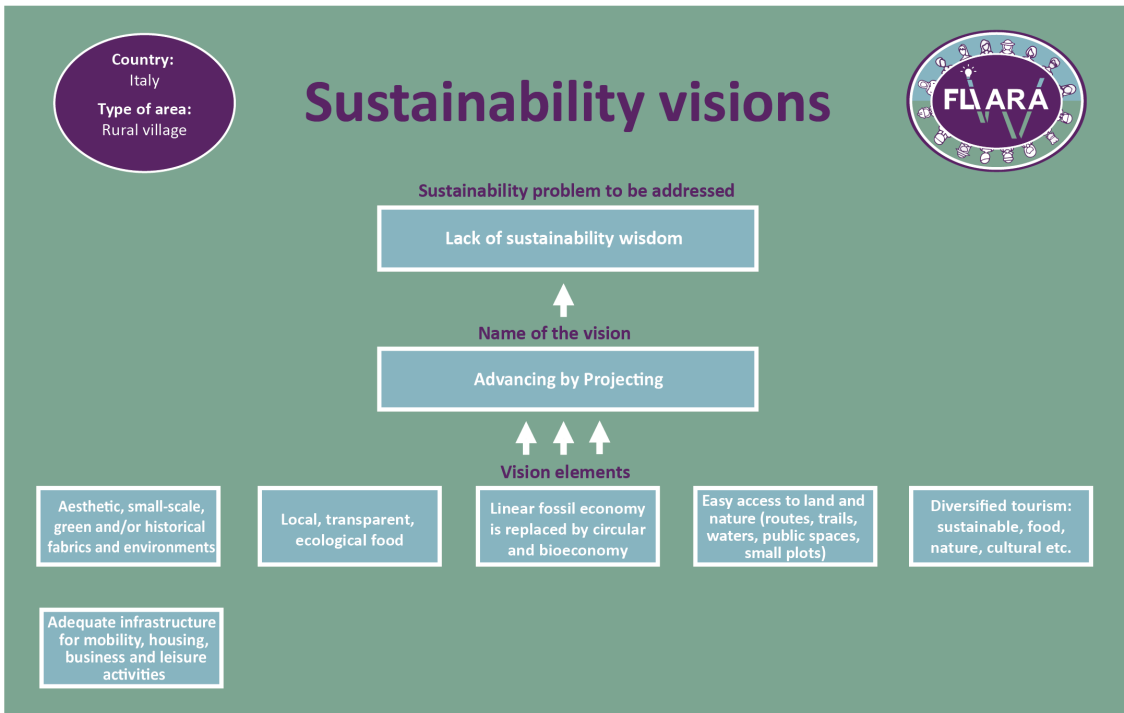 Country:
Italy
Type of area:
Rural village
Sustainability visions
FLIARA
Sustainability problem to be addressed
Lack of sustainability wisdom
Name of the vision
Advancing by Projecting
Vision elements
Aesthetic, small-scale,
green and/or historical
fabrics and environments
Local, transparent,
ecological food
Linear fossil economy
is replaced by circular
and bioeconomy
Easy access to land and
nature (routes, trails,
waters, public spaces,
small plots)
Diversified tourism:
sustainable, food,
nature, cultural etc.
Adequate infrastructure
for mobility, housing,
business and leisure
activities